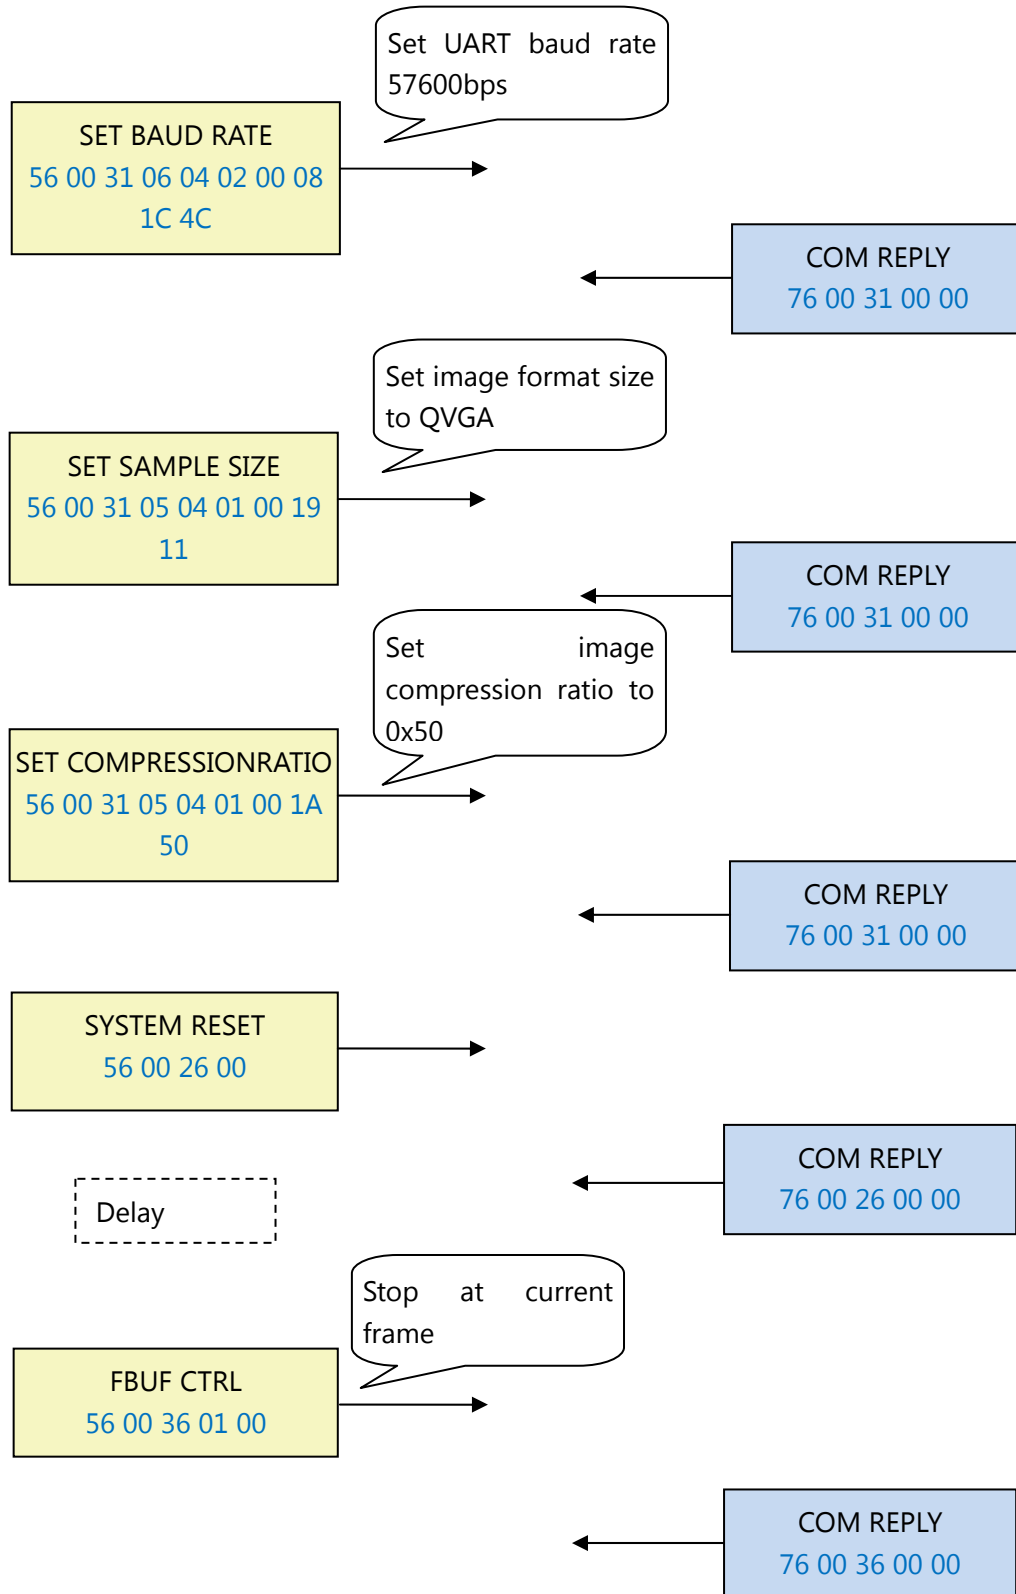 Set UART baud rate
57600bps
SET BAUD RATE
56 00 31 06 04 02 00 08
1C 4C
COM REPLY
76 00 31 00 00
Set image format size
to QVGA
SET SAMPLE SIZE
56 00 31 05 04 01 00 19
11
COM REPLY
76 00 31 00 00
Set image
compression ratio to
0x50
SET COMPRESSIONRATIO
56 00 31 05 04 01 00 1A
50
COM REPLY
76 00 31 00 00
SYSTEM RESET
56 00 26 00
COM REPLY
76 00 26 00 00
Delay
Stop at current
frame
FBUF CTRL
56 00 36 01 00
COM REPLY
76 00 36 00 00